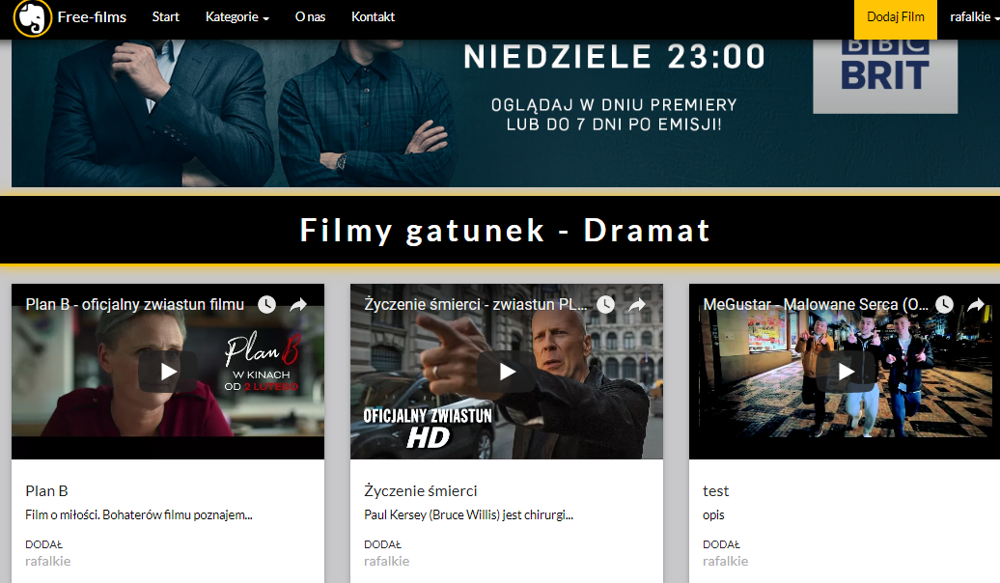 Free-films
Start
Kategorie
O nas
Kontakt
Dodaj Film
rafalkie
NIEDZIELE 23:00
BBC
BRIT
OGLĄDAJ W DNIU PREMIERY
LUB DO 7 DNI PO EMISJI!
Filmy gatunek - Dramat
Plan B - oficjalny zwiastun filmu
Plan B
W KINACH
OD 2 LUTEGO
Plan B
Film o miłości. Bohaterów filmu poznajem...
DODAŁ
rafalkie
Życzenie śmierci - zwiastun PL...
OFICJALNY ZWIASTUN
HD
Życzenie śmierci
Paul Kersey (Bruce Willis) jest chirurgi...
DODAŁ
rafalkie
MeGustar - Malowane Serca (O...
test
opis
DODAŁ
rafalkie